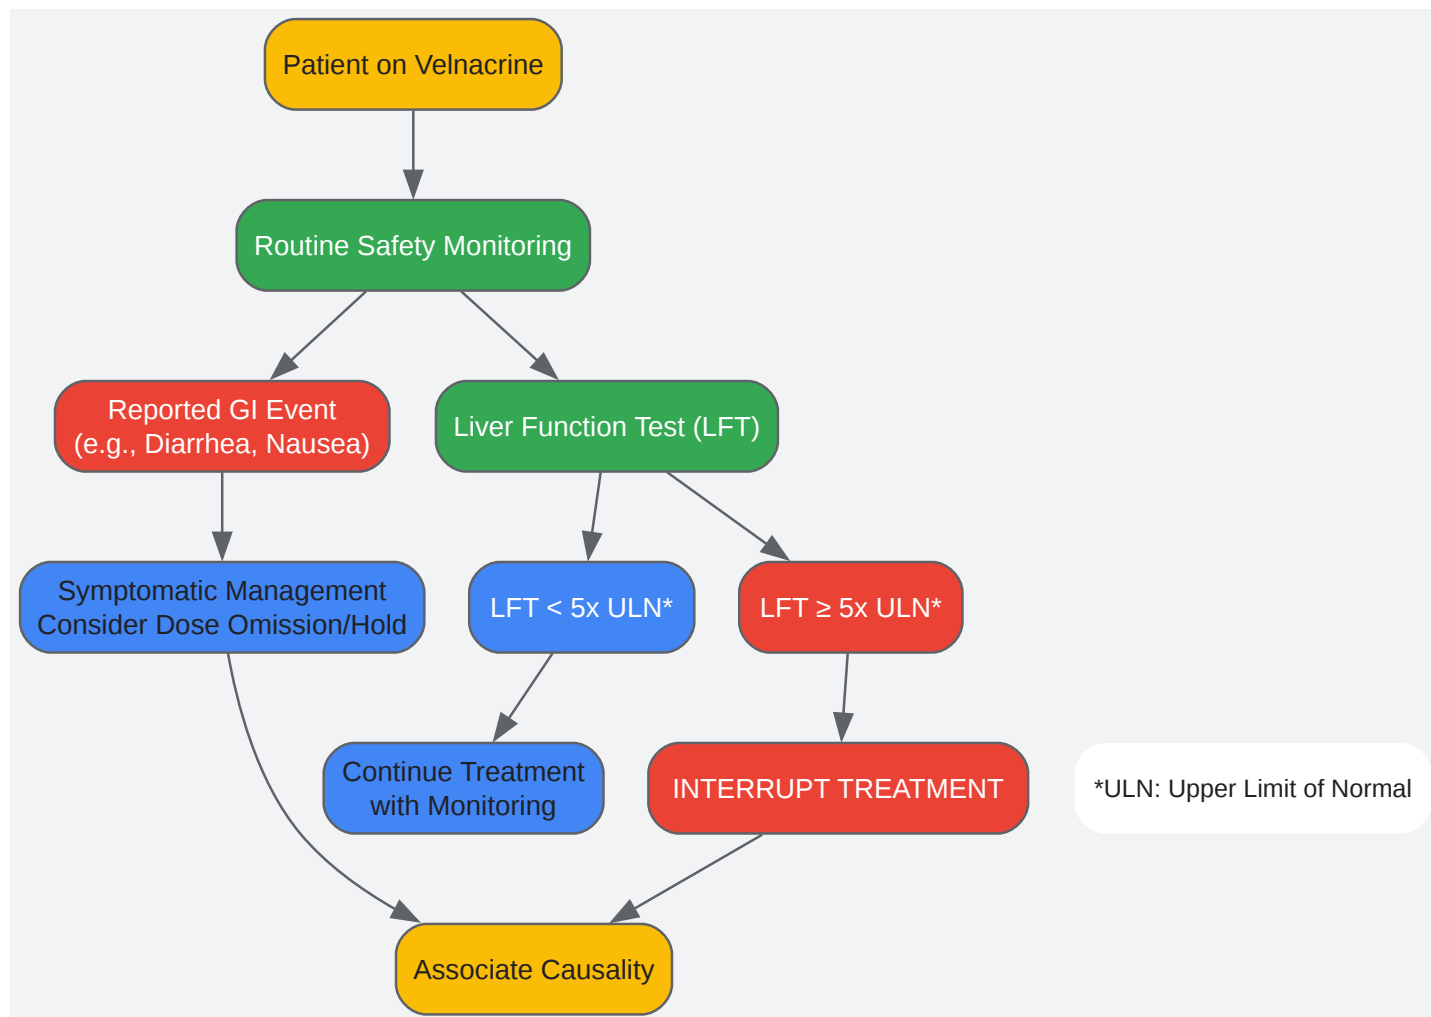 Patient on Velnacrine
Routine Safety Monitoring
Reported GI Event
(e.g., Diarrhea, Nausea)
Liver Function Test (LFT)
Symptomatic Management
Consider Dose Omission/Hold
LFT < 5x ULN*
LFT ≥ 5x ULN*
Continue Treatment
with Monitoring
INTERRUPT TREATMENT
*ULN: Upper Limit of Normal
Associate Causality